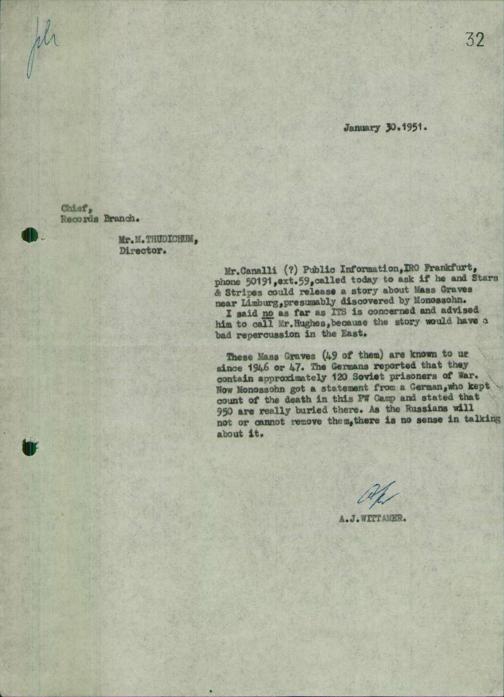 32
January 30.1951.
Chief,
Records Branch.
Mr.M.THUDICHUM,
Director.
Mr.Canalli (?) Public Information,IRO Frankfurt,
phone 50191,ext.59,called today to ask if he and Stars
& Stripes could release a story about Mass Graves
near Limburg,presumably discovered by Monossohn.
I said no as far as ITS is concerned and advised
him to call Mr.Hughes,because the story would have a
bad repercussion in the East.
These Mass Graves (49 of them) are known to us
since 1946 or 47. The Germans reported that they
contain approximately 120 Soviet prisoners of War.
Now Monossohn got a statement from a German,who kept
count of the death in this PW Camp and stated that
950 are really buried there. As the Russians will
not or cannot remove them,there is no sense in talking
about it.
A.J.WITTAMER.